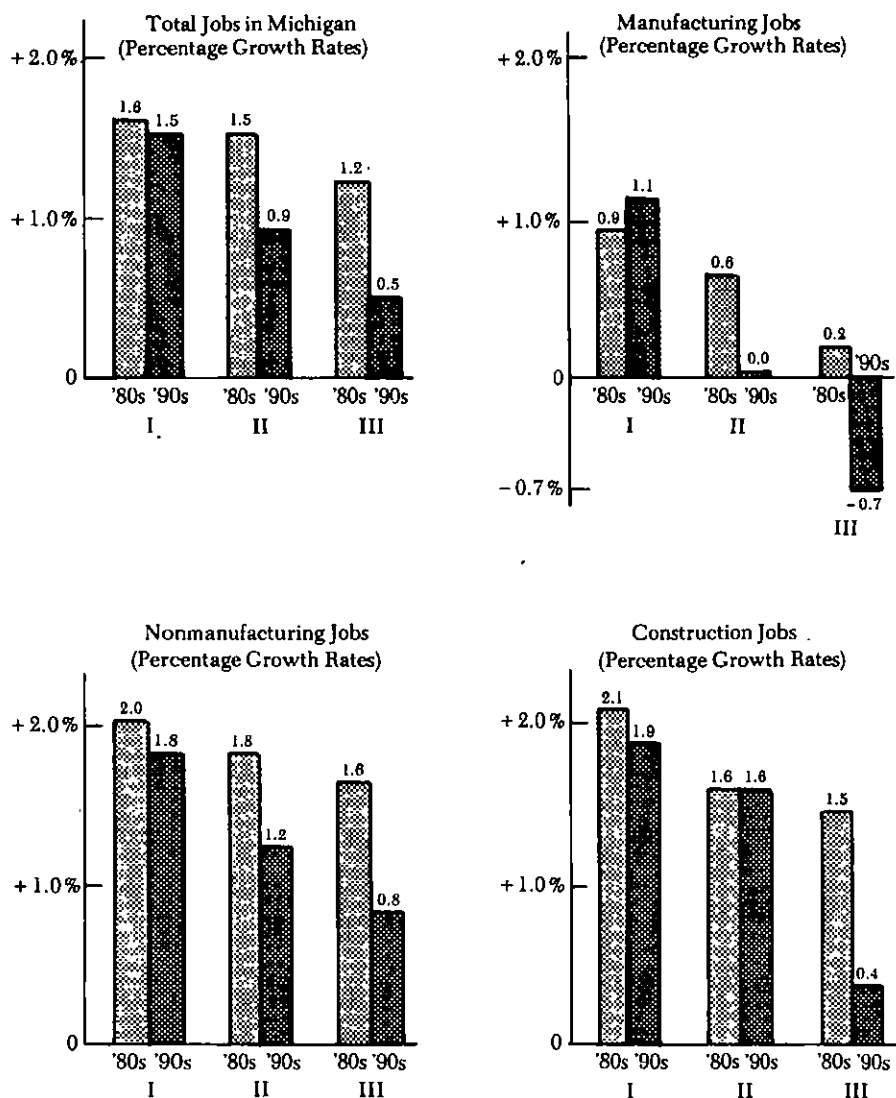 Total Jobs in Michigan
(Percentage Growth Rates)
+2.0%
1.6
1.5
1.5
1.2
+1.0%
0.9
0.5
0
'80s '90s
'80s '90s
'80s '90s
I
II
III
Manufacturing Jobs
(Percentage Growth Rates)
+2.0%
1.1
+1.0%
0.9
0.6
0.2
'90s
0.0
0
'80s '90s
'80s '90s
'80s
I
II
-0.7%
-0.7
III
Nonmanufacturing Jobs
(Percentage Growth Rates)
2.0
+2.0%
1.8
1.8
1.6
1.2
+1.0%
0.8
0
'80s '90s
'80s '90s
'80s '90s
I
II
III
Construction Jobs
(Percentage Growth Rates)
2.1
+2.0%
1.9
1.6
1.6
1.5
+1.0%
0.4
0
'80s '90s
'80s '90s
'80s '90s
I
II
III